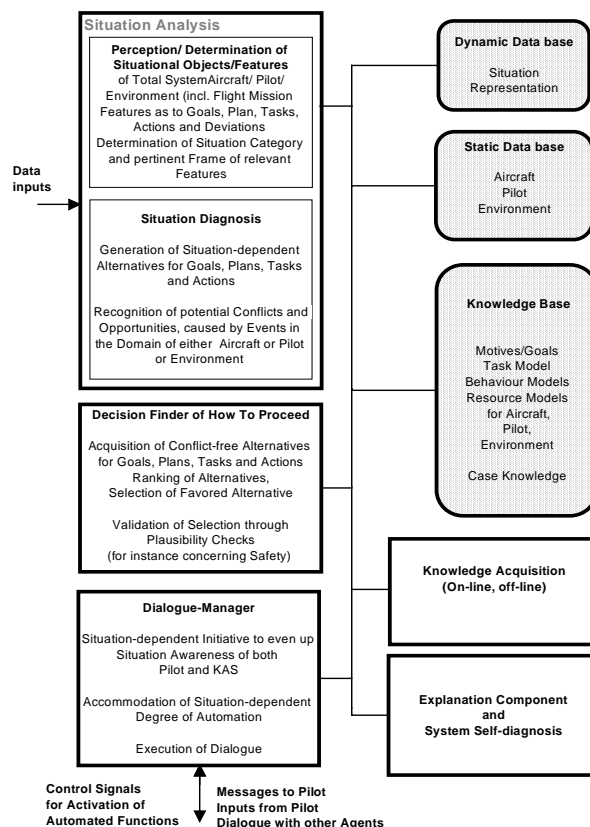 Situation Analysis
Perception/ Determination of
Situational Objects/Features
of Total SystemAircraft/ Pilot/
Environment (incl. Flight Mission
Features as to Goals, Plan, Tasks,
Actions and Deviations
Determination of Situation Category
and pertinent Frame of relevant
Features
Data
inputs
Situation Diagnosis
Generation of Situation-dependent
Alternatives for Goals, Plans, Tasks
and Actions
Recognition of potential Conflicts and
Opportunities, caused by Events in
the Domain of either Aircraft or Pilot
or Environment
Decision Finder of How To Proceed
Acquisition of Conflict-free Alternatives
for Goals, Plans, Tasks and Actions
Ranking of Alternatives,
Selection of Favored Alternative
Validation of Selection through
Plausibility Checks
(for instance concerning Safety)
Dialogue-Manager
Situation-dependent Initiative to even up
Situation Awareness of both
Pilot and KAS
Accommodation of Situation-dependent
Degree of Automation
Execution of Dialogue
Control Signals
for Activation of
Automated Functions
Messages to Pilot
Inputs from Pilot
Dialogue with other Agents
Dynamic Data base
Situation
Representation
Static Data base
Aircraft
Pilot
Environment
Knowledge Base
Motives/Goals
Task Model
Behaviour Models
Resource Models
for Aircraft,
Pilot,
Environment
Case Knowledge
Knowledge Acquisition
(On-line, off-line)
Explanation Component
and
System Self-diagnosis